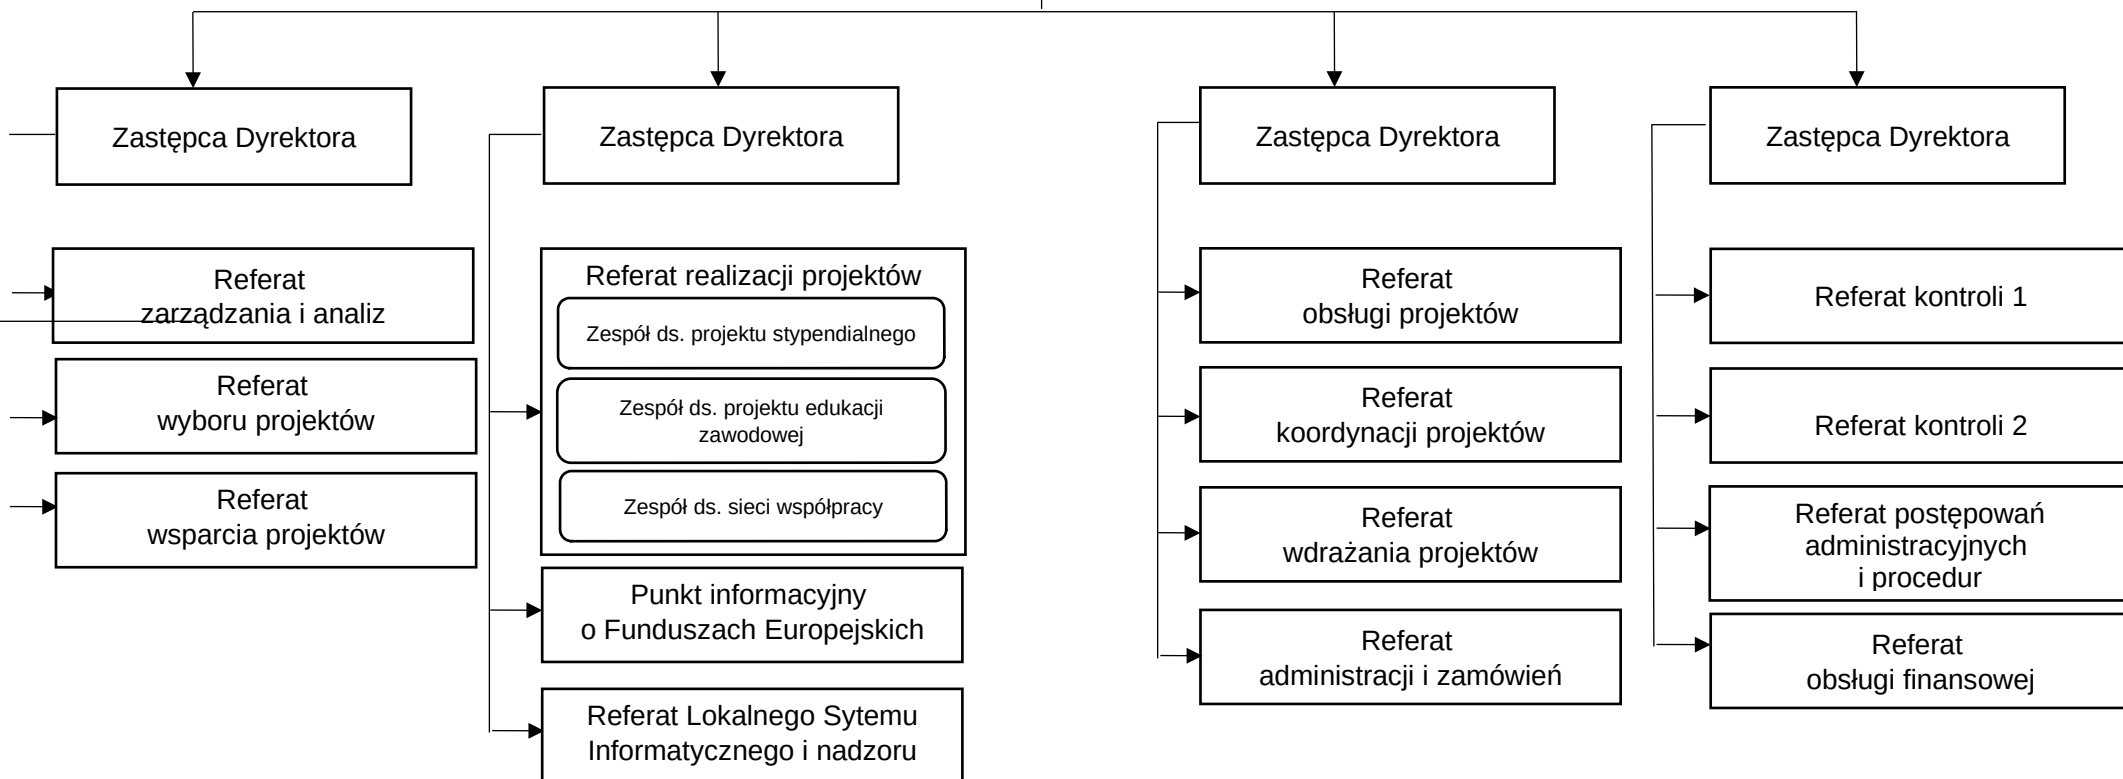 Zastępca Dyrektora
Zastępca Dyrektora
Zastępca Dyrektora
Zastępca Dyrektora
Referat
zarządzania i analiz
Referat
wyboru projektów
Referat
wsparcia projektów
Referat realizacji projektów
Zespół ds. projektu stypendialnego
Zespół ds. projektu edukacji
zawodowej
Zespół ds. sieci współpracy
Punkt informacyjny
o Funduszach Europejskich
Referat Lokalnego Sytemu
Informatycznego i nadzoru
Referat
obsługi projektów
Referat
koordynacji projektów
Referat
wdrażania projektów
Referat
administracji i zamówień
Referat kontroli 1
Referat kontroli 2
Referat postępowań
administracyjnych
i procedur
Referat
obsługi finansowej